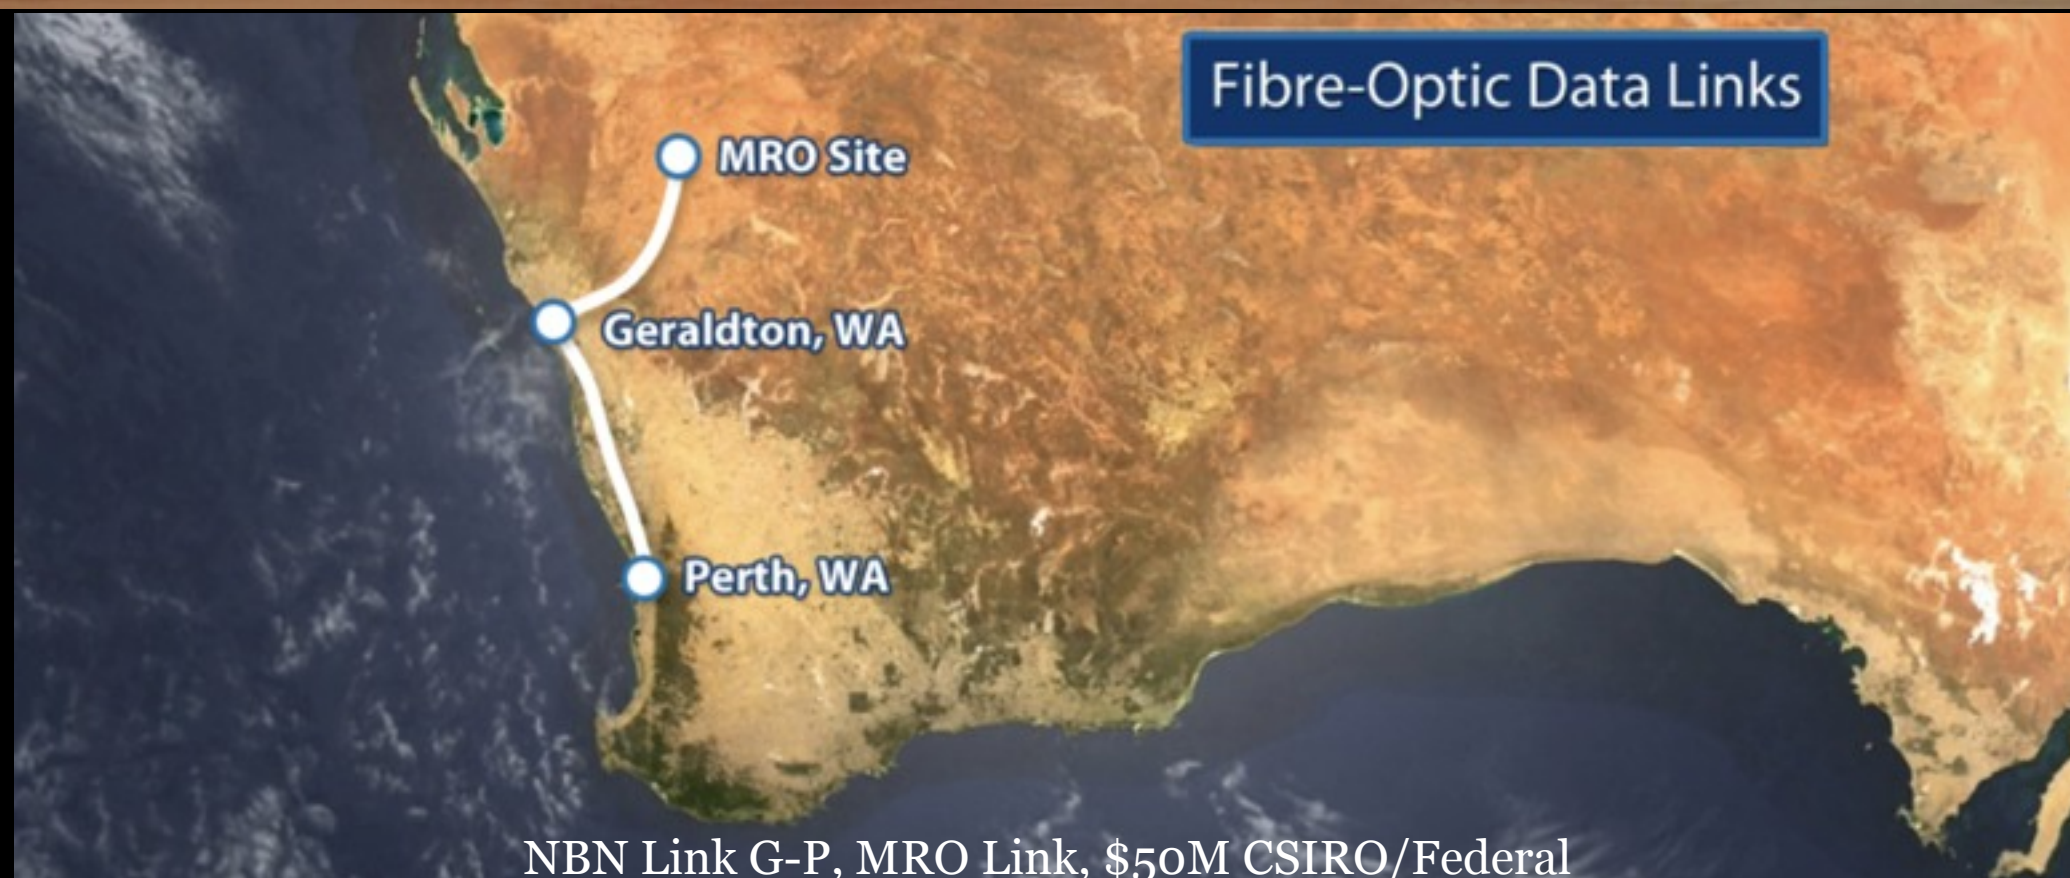 Fibre-Optic Data Links
MRO Site
Geraldton, WA
Perth, WA
NBN Link G-P, MRO Link, $50M CSIRO/Federal